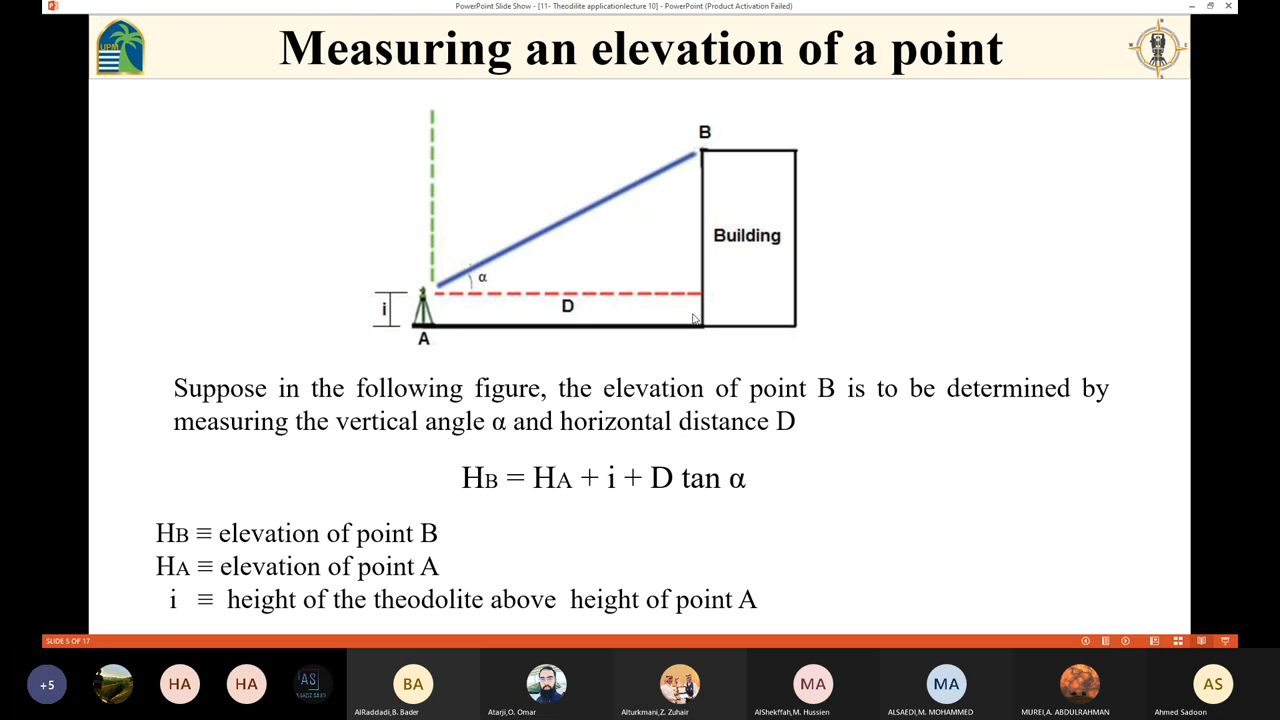 PowerPoint Slide Show - [11- Theodilite applicationlecture 10] - PowerPoint (Product Activation Failed)
UPM
Measuring an elevation of a point
N
W E
S
B
Building
α
i
D
A
Suppose in the following figure, the elevation of point B is to be determined by
measuring the vertical angle α and horizontal distance D
HB = HA + i + D tan α
HB ≡ elevation of point B
HA ≡ elevation of point A
i ≡ height of the theodolite above height of point A
SLIDE 5 OF 17
+5 HA HA AS BA MA MA AS
AlRaddadi,B. Bader Atarji,O. Omar Alturkmani,Z. Zuhair AlShekffah,M. Hussien ALSAEDI,M. MOHAMMED MUREI,A. ABDULRAHMAN Ahmed Sadoon